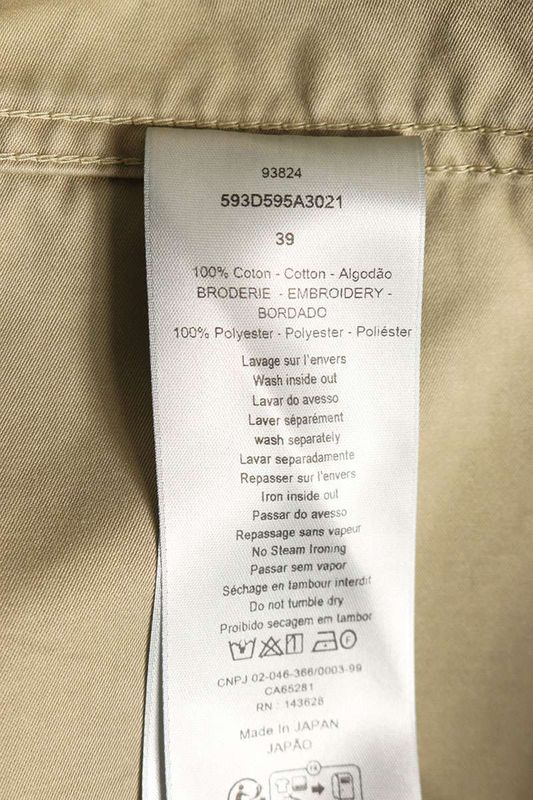 93824
593D595A3021
39
100% Coton - Cotton - Algodão
BRODERIE - EMBROIDERY -
BORDADO
100% Polyester - Polyester - Poliéster
Lavage sur l'envers
Wash inside out
Lavar do avesso
Laver séparément
wash separately
Lavar separadamente
Repasser sur l'envers
Iron inside out
Passar do avesso
Repassage sans vapeur
No Steam Ironing
Passar sem vapor
Séchage en tambour interdit
Do not tumble dry
Proibido secagem em tambor
CNPJ 02-046-366/0003-99
CA65281
RN : 143628
Made In JAPAN
JAPÃO
FR